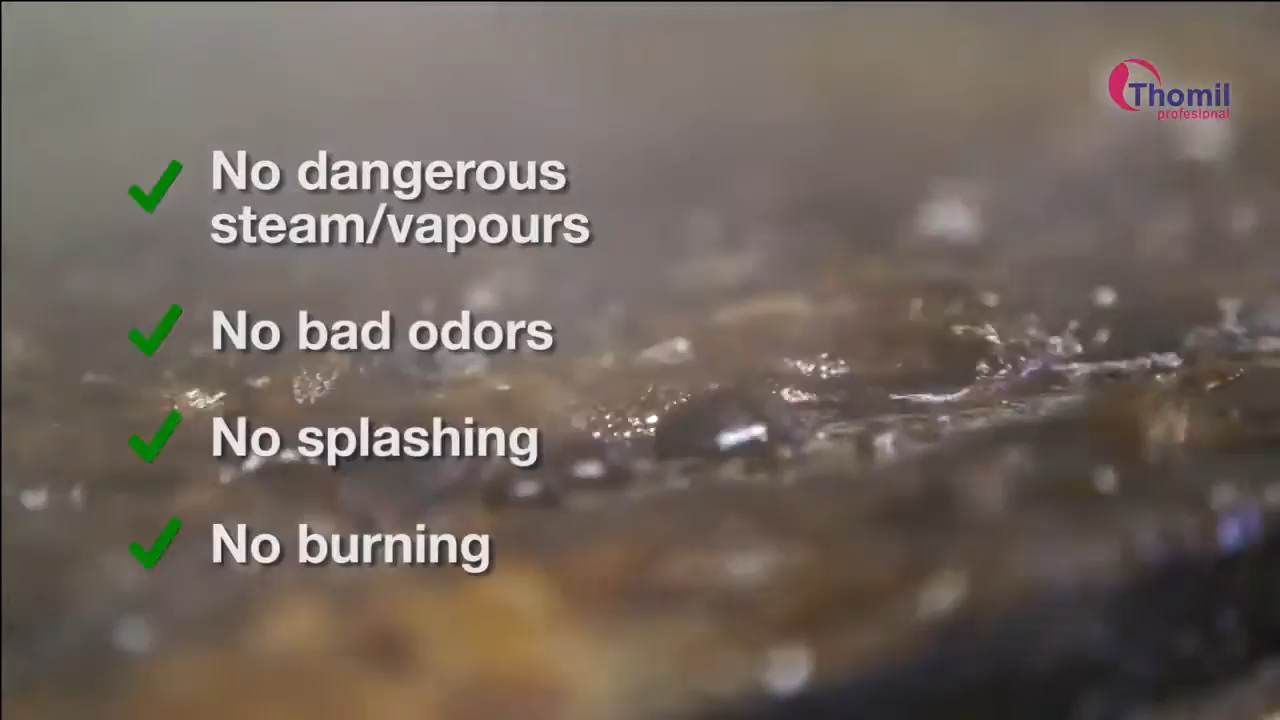 Thomil
profesional
No dangerous
steam/vapours
No bad odors
No splashing
No burning